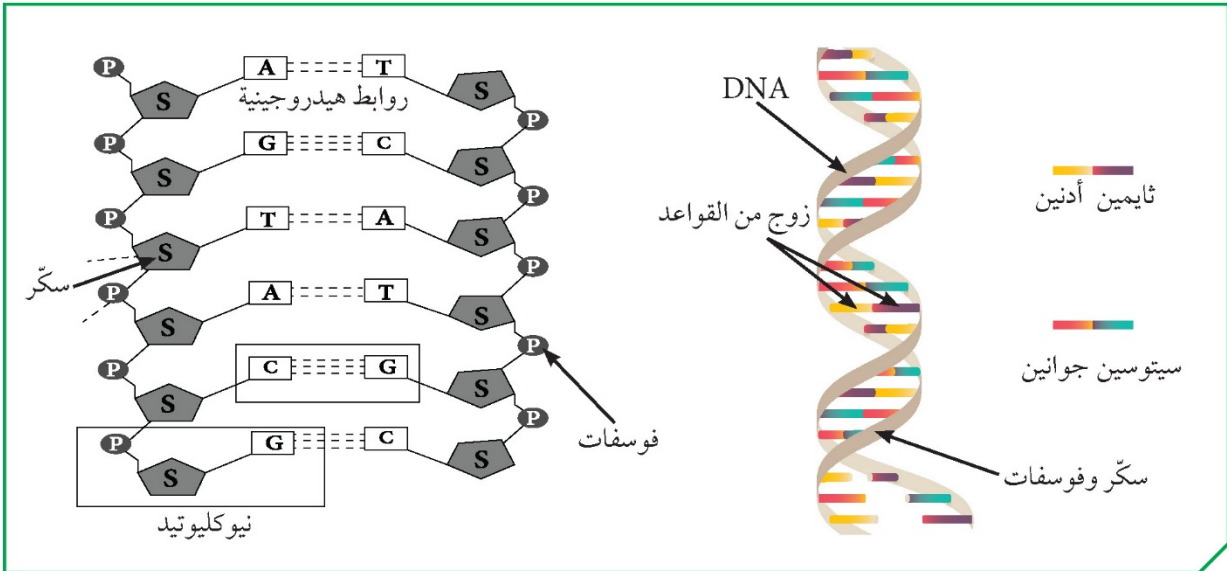 P
A T
S S
روابط هيدروجينية
P P
G C
S S
P P
T A
S S
سكّر
P P
A T
S S
P P
C G
S S
فوسفات
P P
G C
S S
نيوكليوتيد
DNA
زوج من القواعد
سكّر وفوسفات
ثايمين أدنين
سيتوسين جوانين